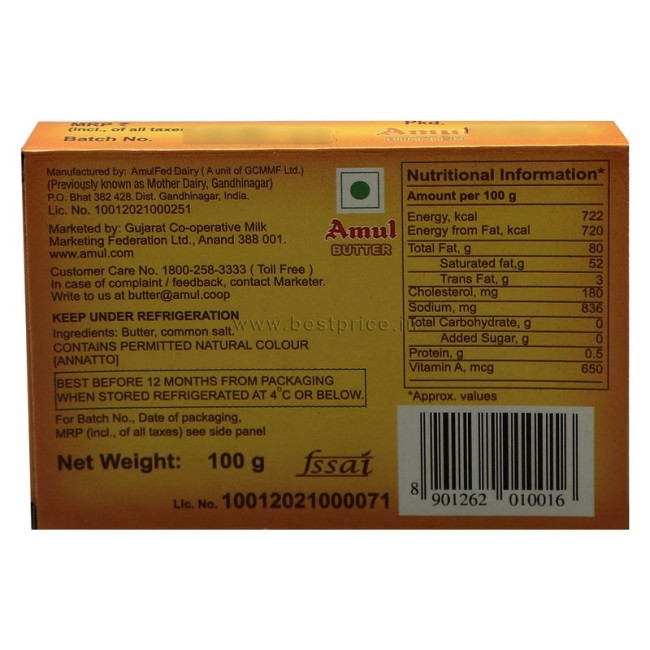 MRP ₹
(incl., of all taxes
Batch No.
Pkd.
Amul
Manufactured by: AmulFed Dairy ( A unit of GCMMF Ltd.)
(Previously known as Mother Dairy, Gandhinagar)
P.O. Bhat 382 428, Dist. Gandhinagar, India.
Lic. No. 10012021000251
Marketed by: Gujarat Co-operative Milk
Marketing Federation Ltd., Anand 388 001.
www.amul.com
Customer Care No. 1800-258-3333 ( Toll Free )
In case of complaint / feedback, contact Marketer.
Write to us at butter@amul.coop
KEEP UNDER REFRIGERATION
Ingredients: Butter, common salt.
CONTAINS PERMITTED NATURAL COLOUR
[ANNATTO]
BEST BEFORE 12 MONTHS FROM PACKAGING
WHEN STORED REFRIGERATED AT 4°C OR BELOW.
For Batch No., Date of packaging,
MRP (incl., of all taxes) see side panel
Net Weight: 100 g
fssai
Lic. No. 10012021000071
Amul
BUTTER
Nutritional Information*
Amount per 100 g
Energy, kcal 722
Energy from Fat, kcal 720
Total Fat, g 80
Saturated fat,g 52
Trans Fat, g 3
Cholesterol, mg 180
Sodium, mg 836
Total Carbohydrate, g 0
Added Sugar, g 0
Protein, g 0.5
Vitamin A, mcg 650
*Approx. values
8 901262 010016
www.bestprice.in